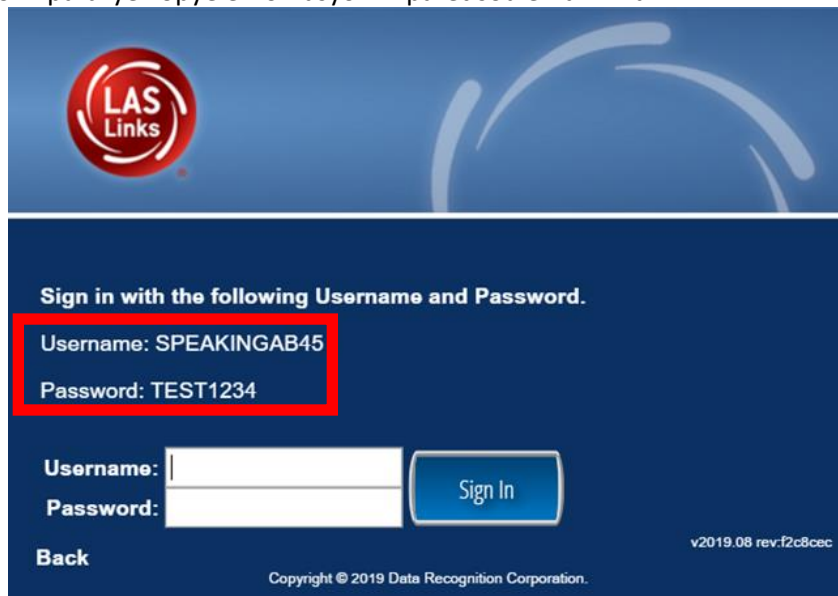 LAS
Links
Sign in with the following Username and Password.
Username: SPEAKINGAB45
Password: TEST1234
Username:
Sign In
Password:
v2019.08 rev:f2c8cec
Back
Copyright © 2019 Data Recognition Corporation.